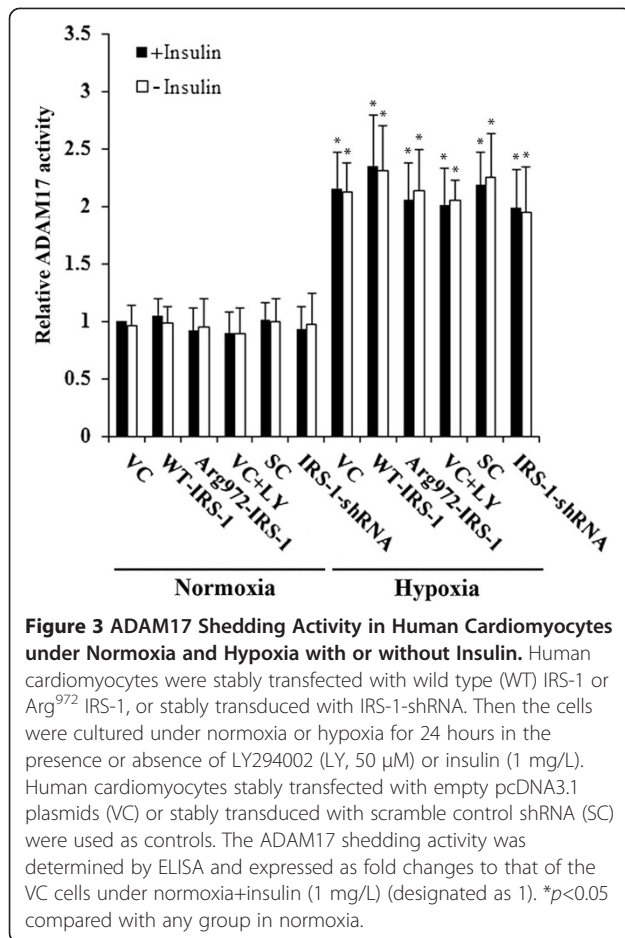 3.5
3
2.5
2
1.5
1
0.5
0
Relative ADAM17 activity
+Insulin
-Insulin
* * * * * * * * * * * *
VC
WT-IRS-1
Arg972-IRS-1
VC+LY
SC
IRS-1-shRNA
VC
WT-IRS-1
Arg972-IRS-1
VC+LY
SC
IRS-1-shRNA
Normoxia
Hypoxia
Figure 3 ADAM17 Shedding Activity in Human Cardiomyocytes
under Normoxia and Hypoxia with or without Insulin. Human
cardiomyocytes were stably transfected with wild type (WT) IRS-1 or
Arg⁹⁷² IRS-1, or stably transduced with IRS-1-shRNA. Then the cells
were cultured under normoxia or hypoxia for 24 hours in the
presence or absence of LY294002 (LY, 50 μM) or insulin (1 mg/L).
Human cardiomyocytes stably transfected with empty pcDNA3.1
plasmids (VC) or stably transduced with scramble control shRNA (SC)
were used as controls. The ADAM17 shedding activity was
determined by ELISA and expressed as fold changes to that of the
VC cells under normoxia+insulin (1 mg/L) (designated as 1). *p<0.05
compared with any group in normoxia.